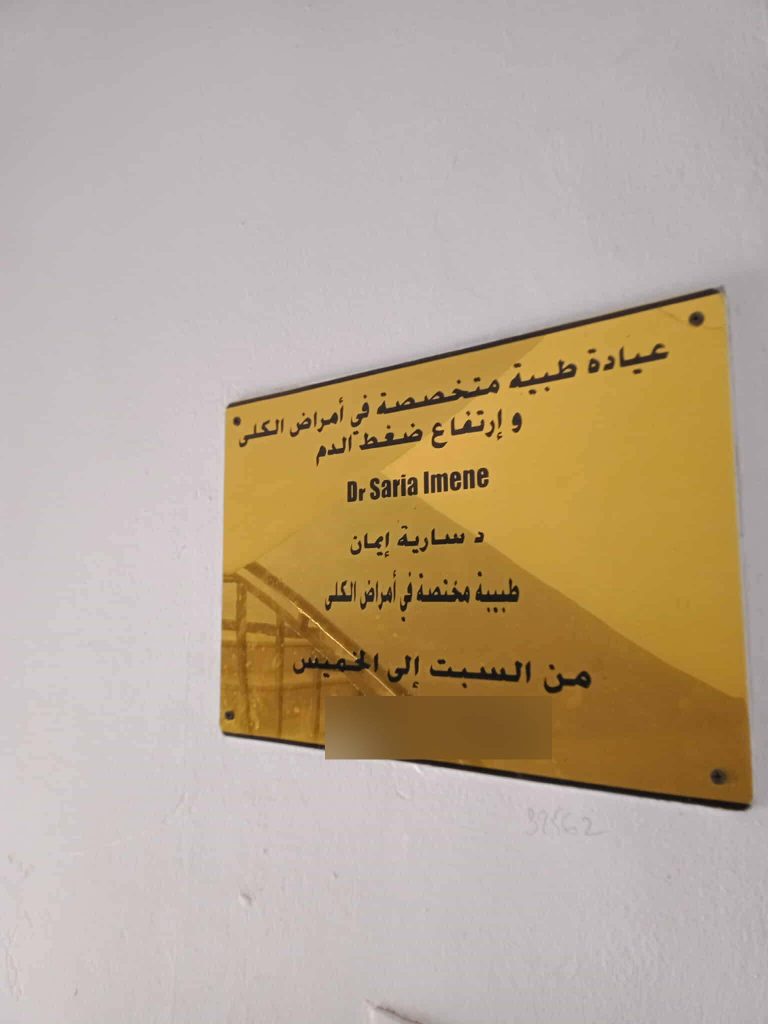 عيادة طبية متخصصة في أمراض الكلى
و إرتفاع ضغط الدم
Dr Saria Imene
د سارية إيمان
طبيبة مختصة في أمراض الكلى
من السبت إلى الخميس